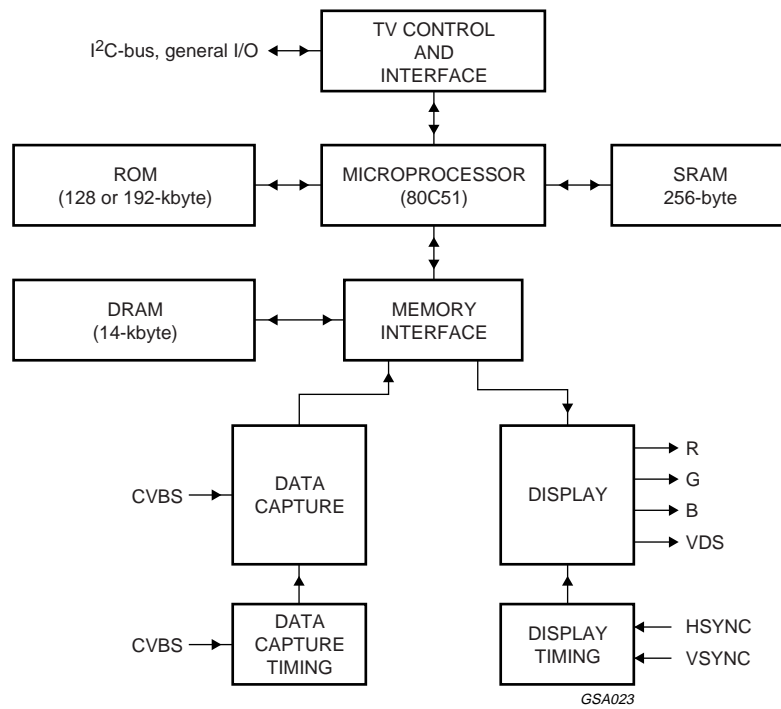 TV CONTROL
AND
INTERFACE
I²C-bus, general I/O
ROM
(128 or 192-kbyte)
MICROPROCESSOR
(80C51)
SRAM
256-byte
DRAM
(14-kbyte)
MEMORY
INTERFACE
CVBS
DATA
CAPTURE
DISPLAY
R
G
B
VDS
CVBS
DATA
CAPTURE
TIMING
DISPLAY
TIMING
HSYNC
VSYNC
GSA023